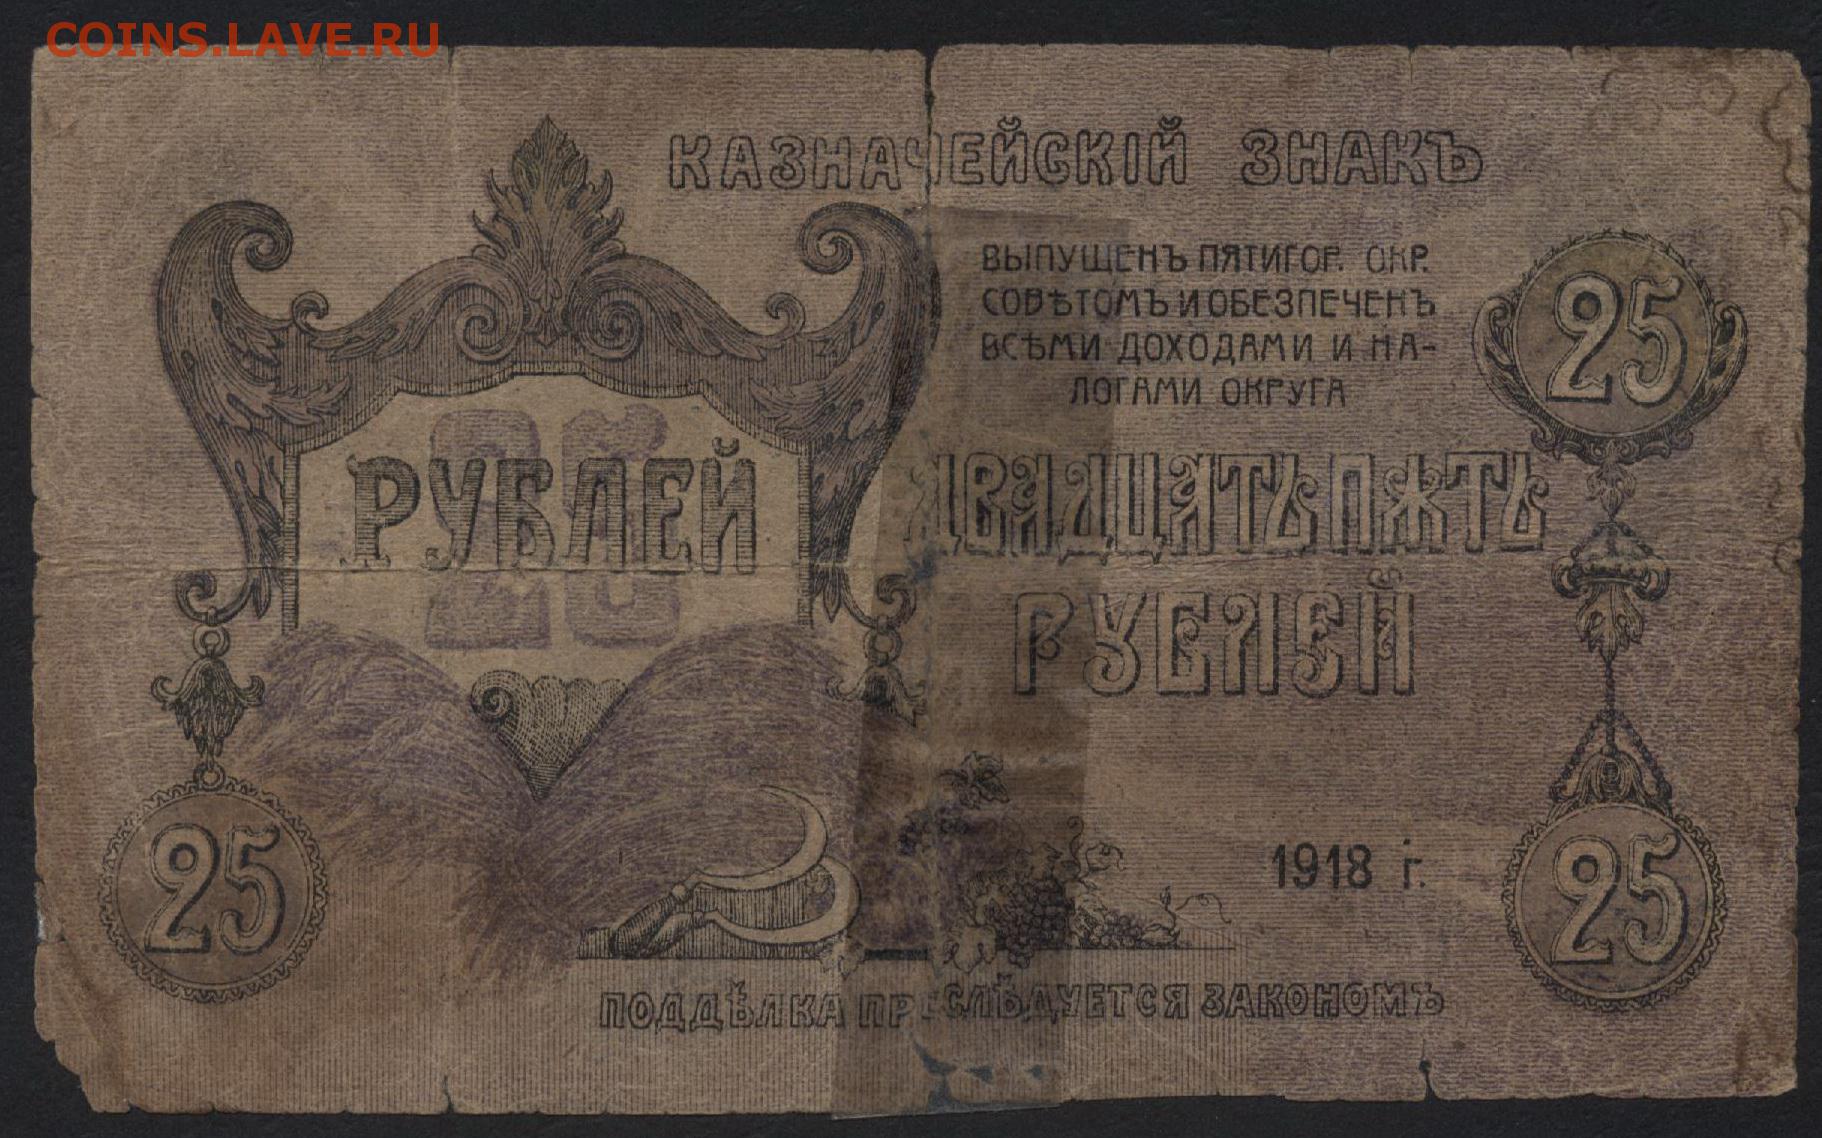 COINS.LAVE.RU
КАЗНАЧЕЙСКІЙ ЗНАКЪ
ВЫПУЩЕНЪ ПЯТИГОР. ОКР.
СОВѢТОМЪ И ОБЕЗПЕЧЕНЪ
ВСѢМИ ДОХОДАМИ И НА-
ЛОГАМИ ОКРУГА
25
25
РУБЛЕЙ
ДВАДЦАТЬ ПЯТЬ
РУБЛЕЙ
25
1918 г.
25
ПОДДѢЛКА ПРЕСЛѢДУЕТСЯ ЗАКОНОМЪ